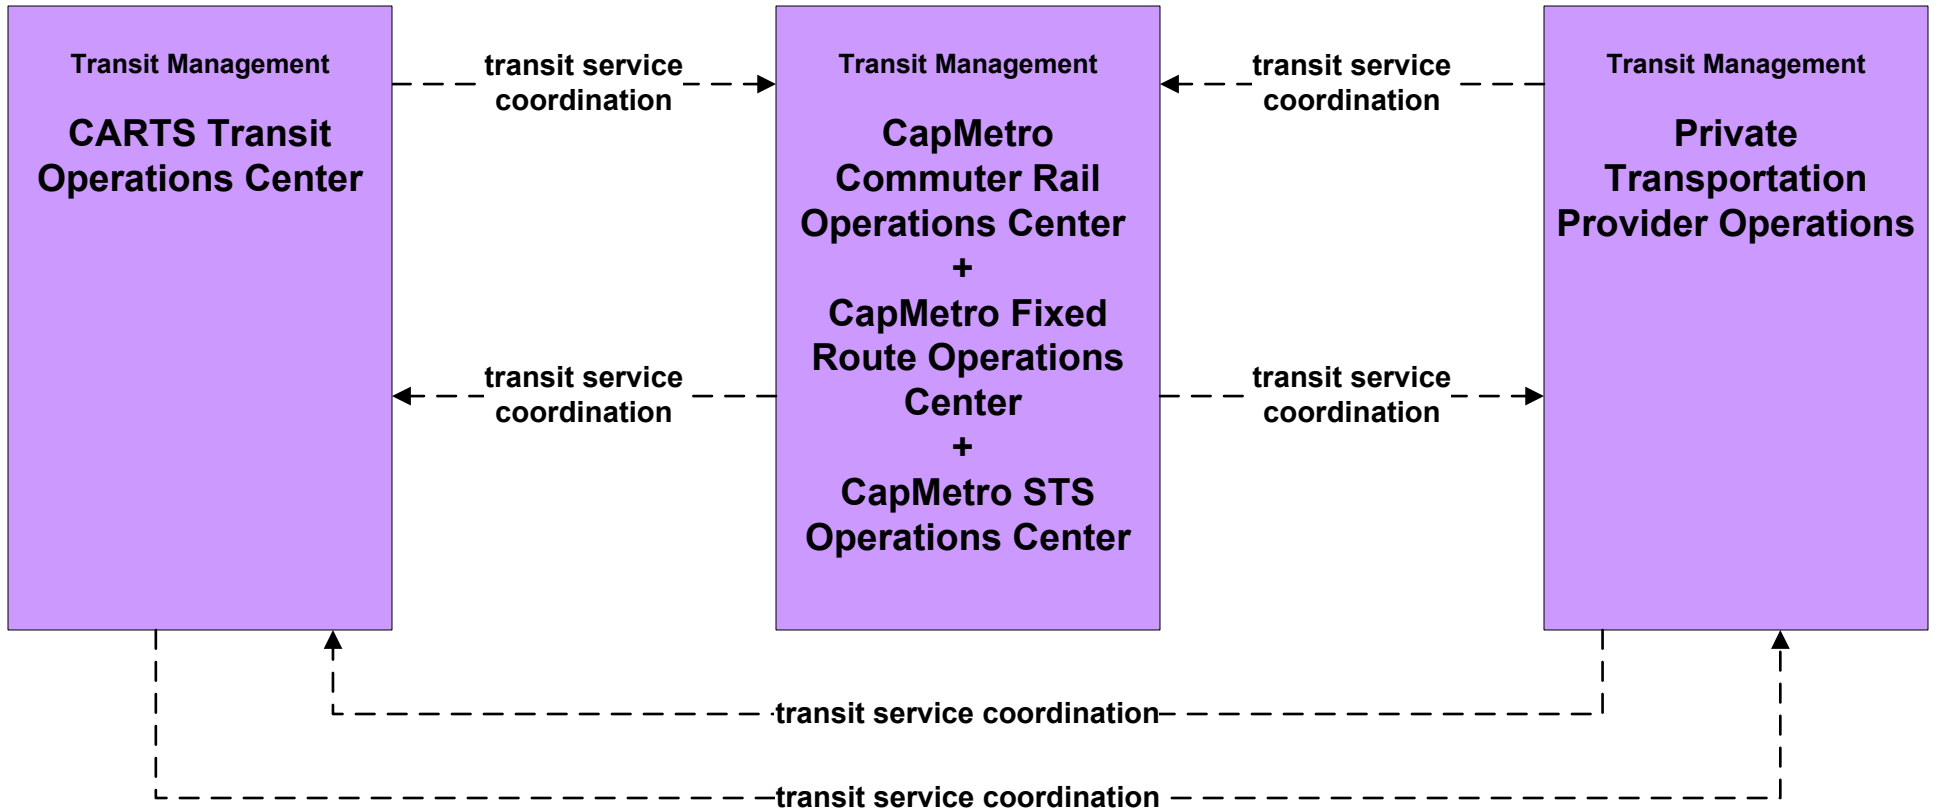 Transit Management
CARTS Transit
Operations Center
transit service
coordination
transit service
coordination
Transit Management
CapMetro
Commuter Rail
Operations Center
+
CapMetro Fixed
Route Operations
Center
+
CapMetro STS
Operations Center
transit service
coordination
transit service
coordination
Transit Management
Private
Transportation
Provider Operations
transit service coordination
transit service coordination